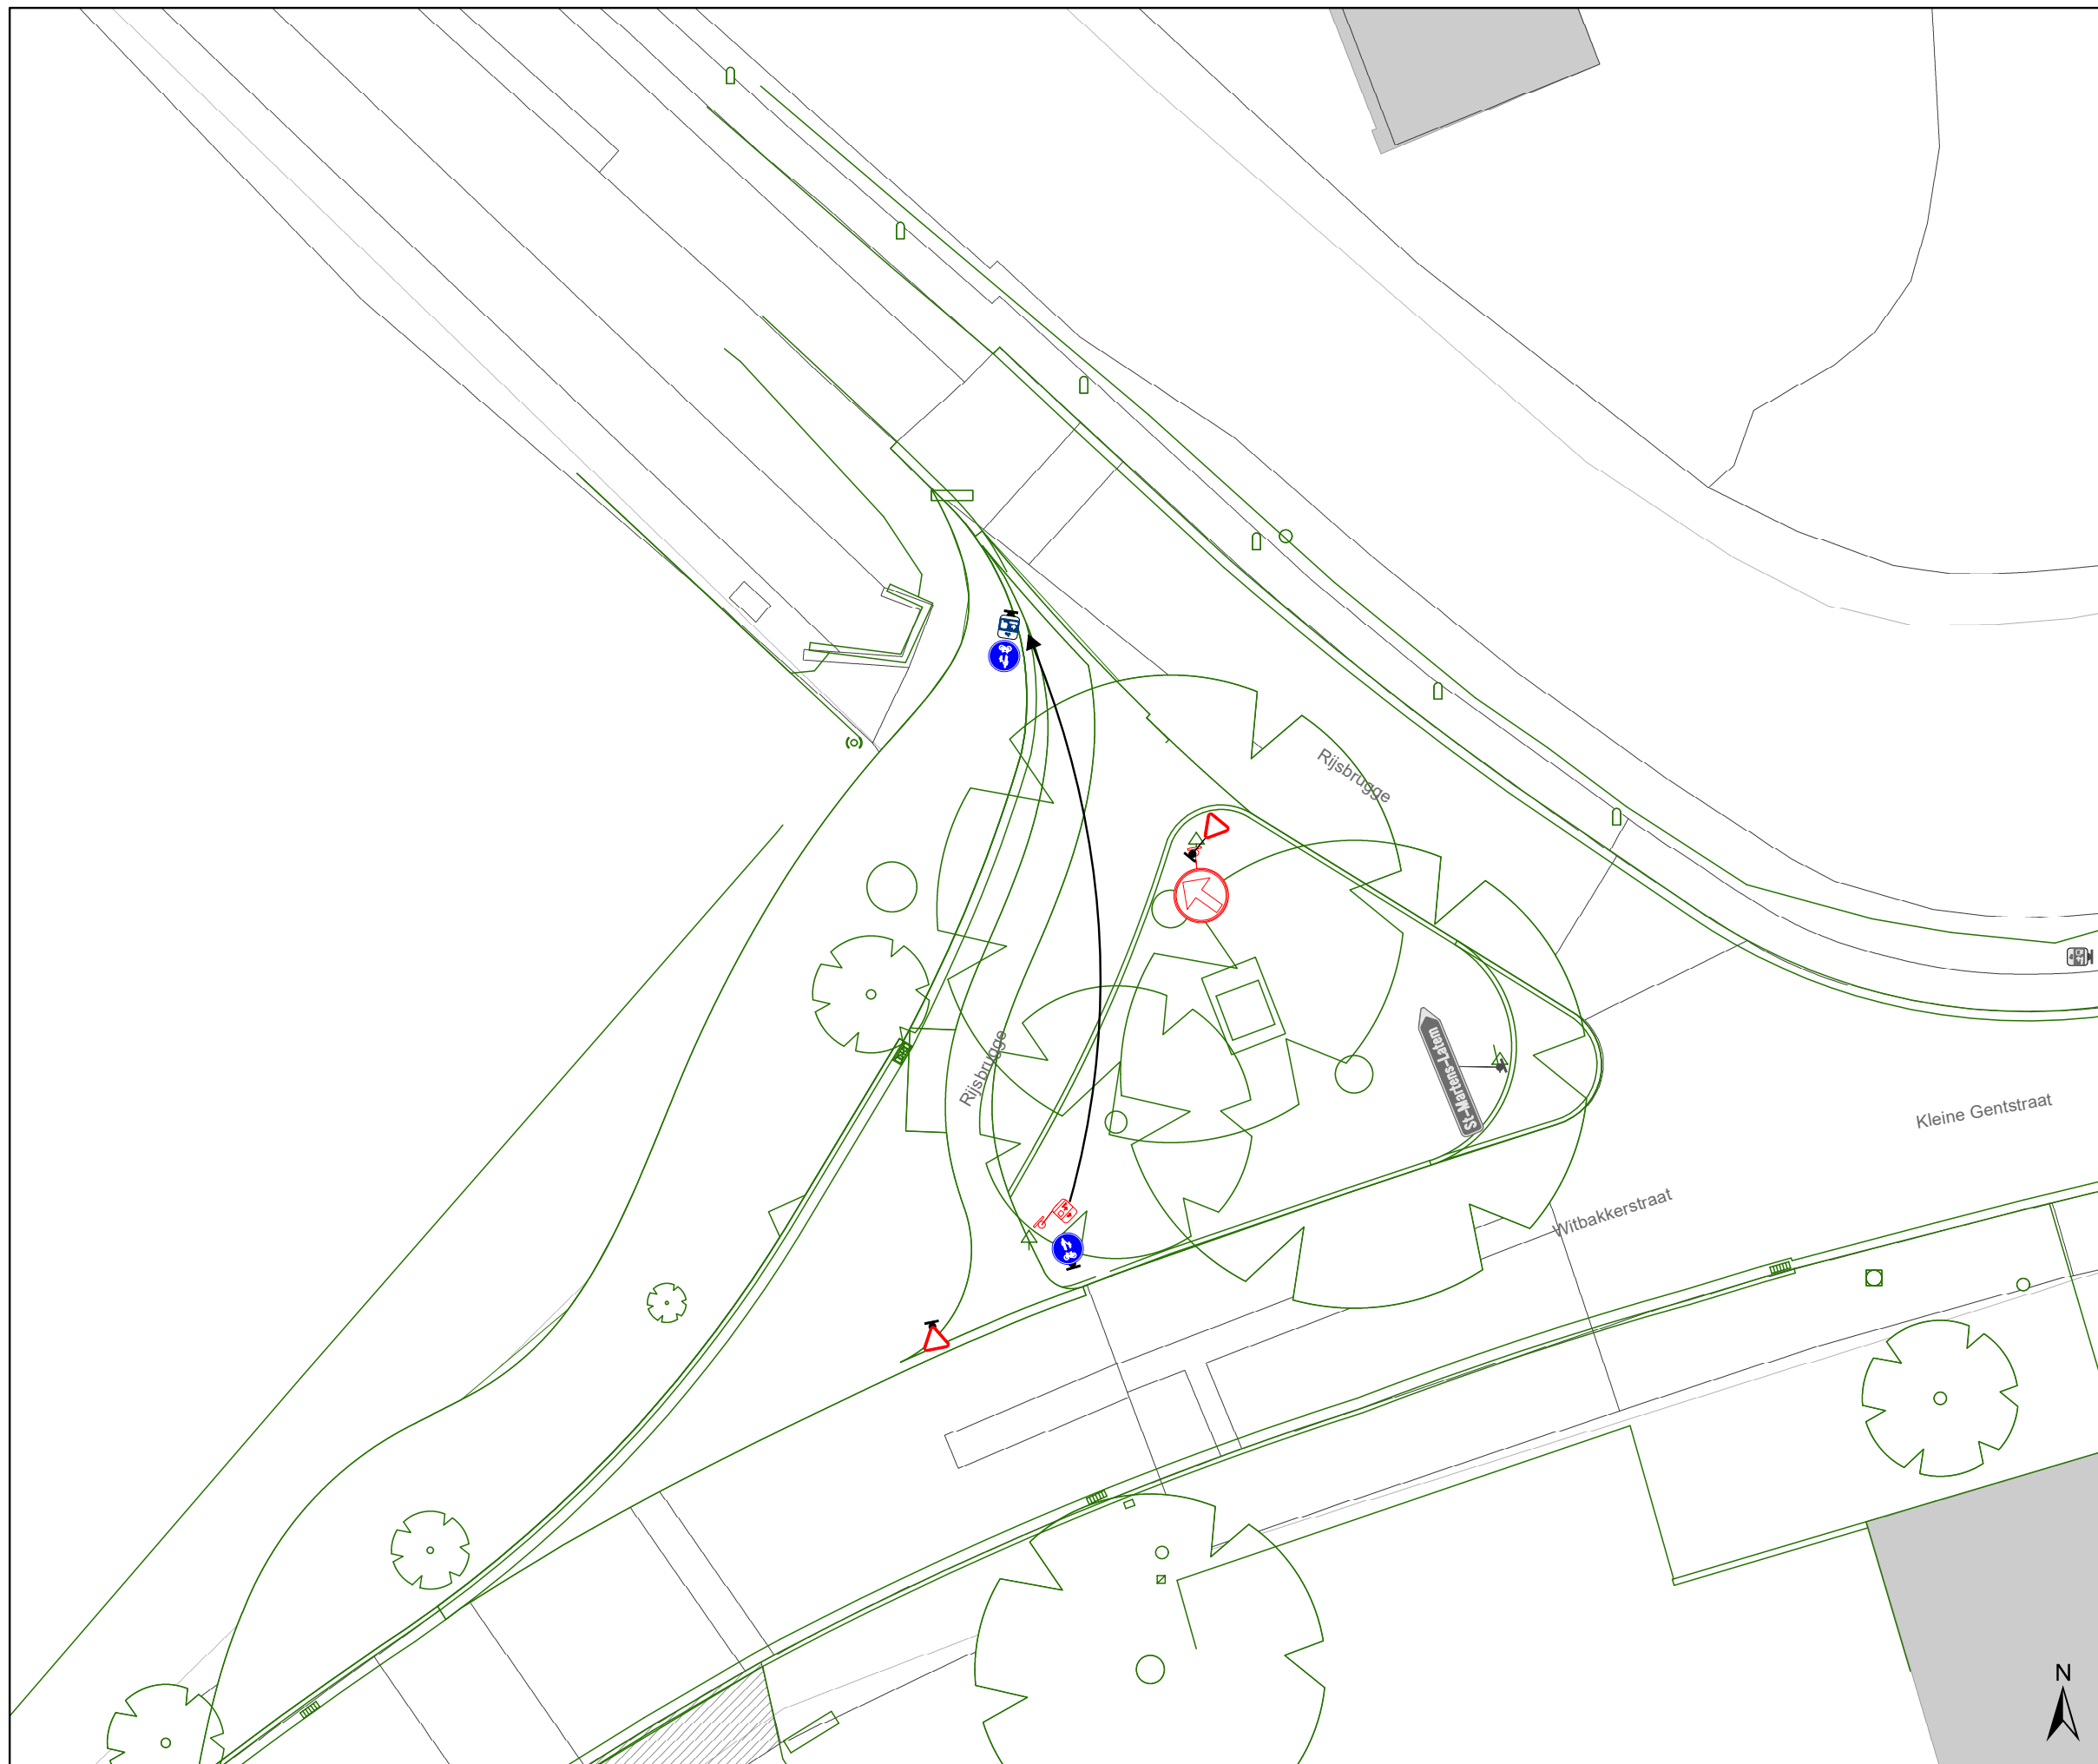 Rijsbrugge
Rijsbrugge
St-Martens-Latem
Kleine Gentstraat
Witbakkerstraat
N